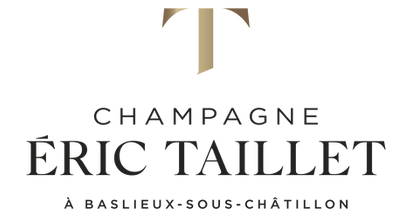 T
CHAMPAGNE
ÉRIC TAILLET
À BASLIEUX-SOUS-CHÂTILLON